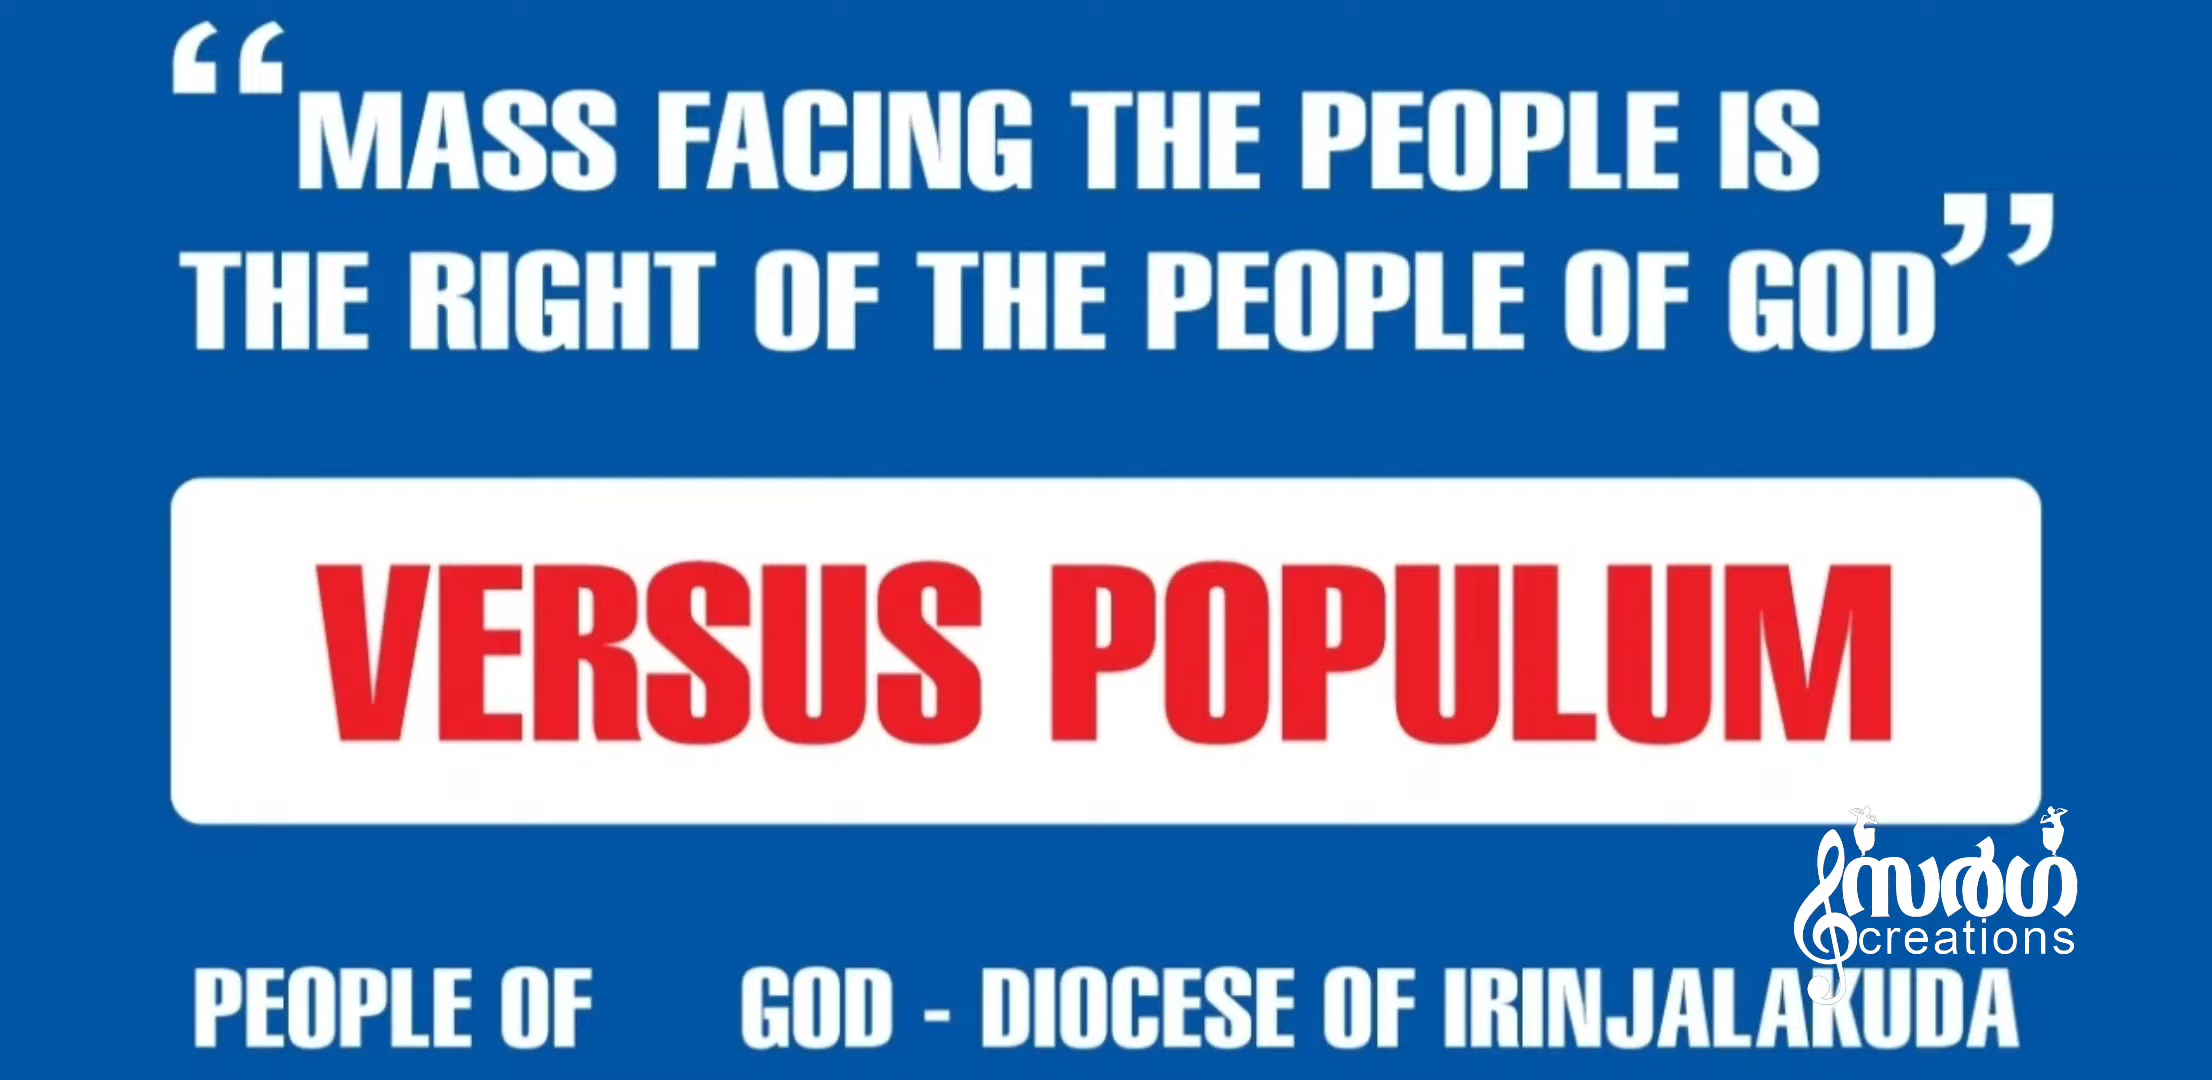 “MASS FACING THE PEOPLE IS
THE RIGHT OF THE PEOPLE OF GOD”
VERSUS POPULUM
സർഗ്ഗ
creations
PEOPLE OF GOD - DIOCESE OF IRINJALAKUDA